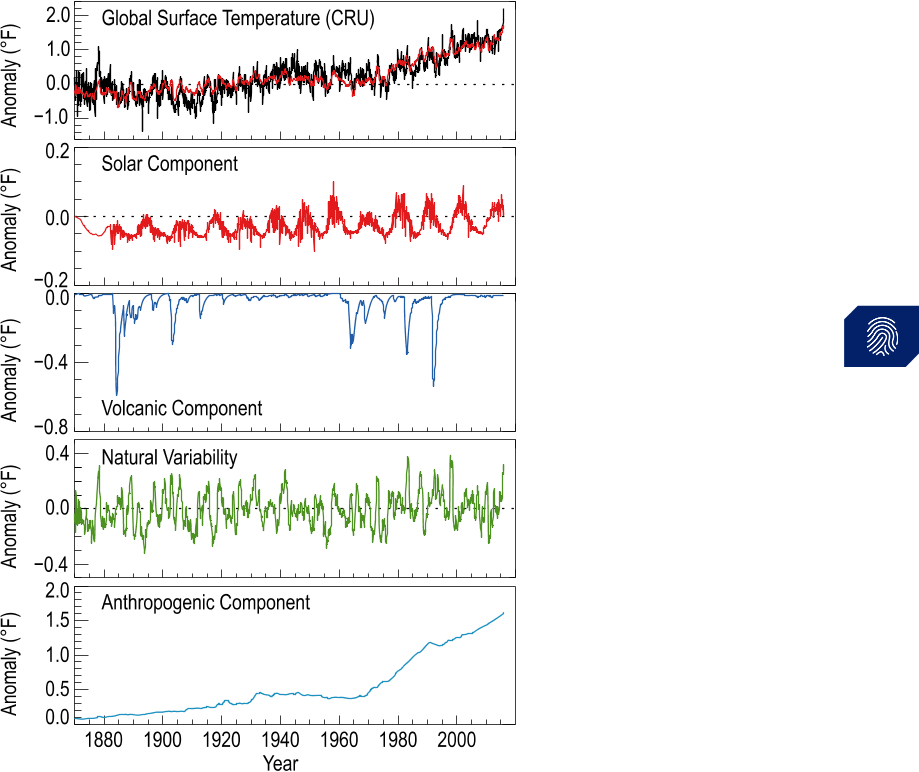 Global Surface Temperature (CRU)
Anomaly (°F)
2.0
1.0
0.0
−1.0
Solar Component
Anomaly (°F)
0.2
0.0
−0.2
Volcanic Component
Anomaly (°F)
0.0
−0.4
−0.8
Natural Variability
Anomaly (°F)
0.4
0.0
−0.4
Anthropogenic Component
Anomaly (°F)
2.0
1.5
1.0
0.5
0.0
1880 1900 1920 1940 1960 1980 2000
Year